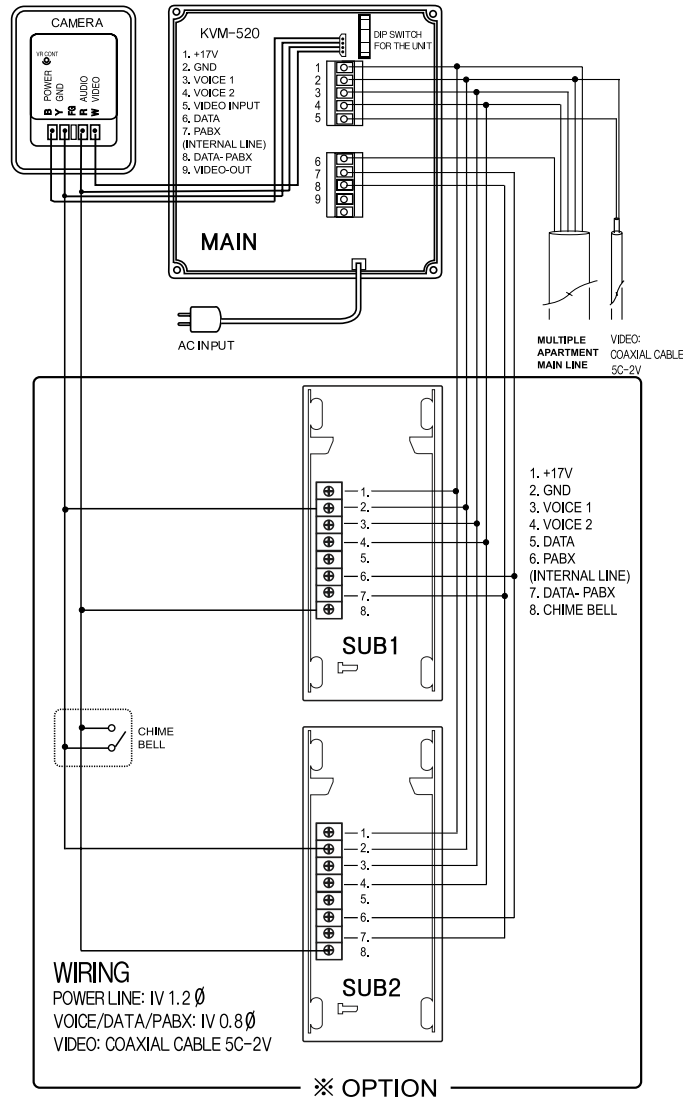 CAMERA
VR CONT
B POWER
Y GND
FG
R AUDIO
W VIDEO
KVM-520
1. +17V
2. GND
3. VOICE 1
4. VOICE 2
5. VIDEO INPUT
6. DATA
7. PABX
(INTERNAL LINE)
8. DATA- PABX
9. VIDEO-OUT
DIP SWITCH
FOR THE UNIT
1
2
3
4
5
6
7
8
9
MAIN
AC INPUT
MULTIPLE
APARTMENT
MAIN LINE
VIDEO:
COAXIAL CABLE
5C-2V
1.
2.
3.
4.
5.
6.
7.
8.
SUB1
1. +17V
2. GND
3. VOICE 1
4. VOICE 2
5. DATA
6. PABX
(INTERNAL LINE)
7. DATA- PABX
8. CHIME BELL
CHIME
BELL
1.
2.
3.
4.
5.
6.
7.
8.
SUB2
WIRING
POWER LINE: IV 1.2 Ø
VOICE/DATA/PABX: IV 0.8 Ø
VIDEO: COAXIAL CABLE 5C-2V
※ OPTION